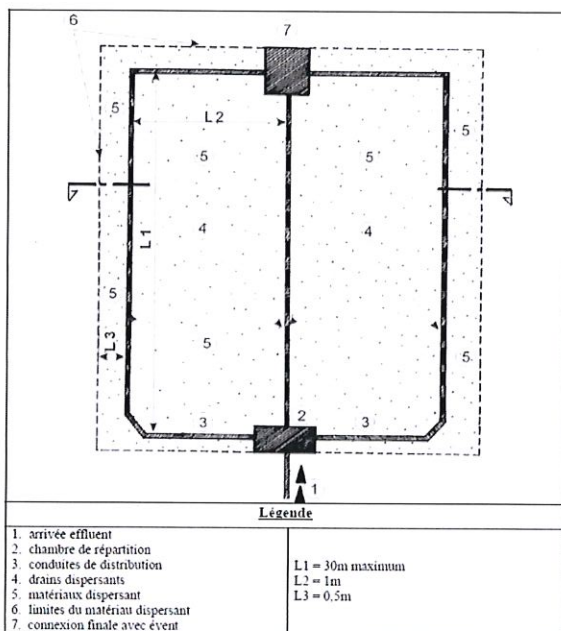 6
7
5
5
L2
5
5
4
4
L1
5
5
L3
5
3
2
3
1
Légende
1. arrivée effluent
2. chambre de répartition
3. conduites de distribution
4. drains dispersants
5. matériaux dispersant
6. limites du matériau dispersant
7. connexion finale avec évent
L1 = 30m maximum
L2 = 1m
L3 = 0,5m